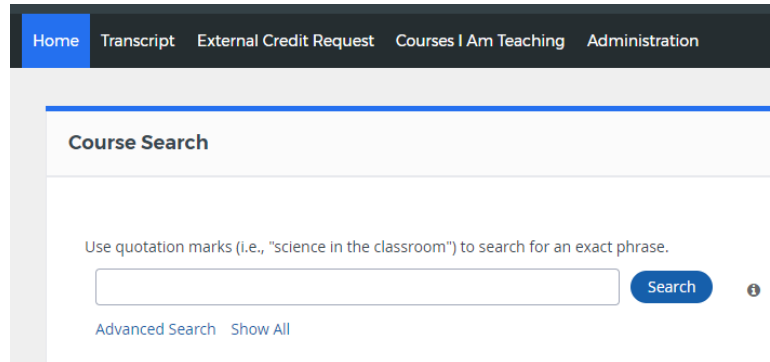 Home Transcript External Credit Request Courses I Am Teaching Administration
Course Search
Use quotation marks (i.e., "science in the classroom") to search for an exact phrase.
Search
Advanced Search Show All